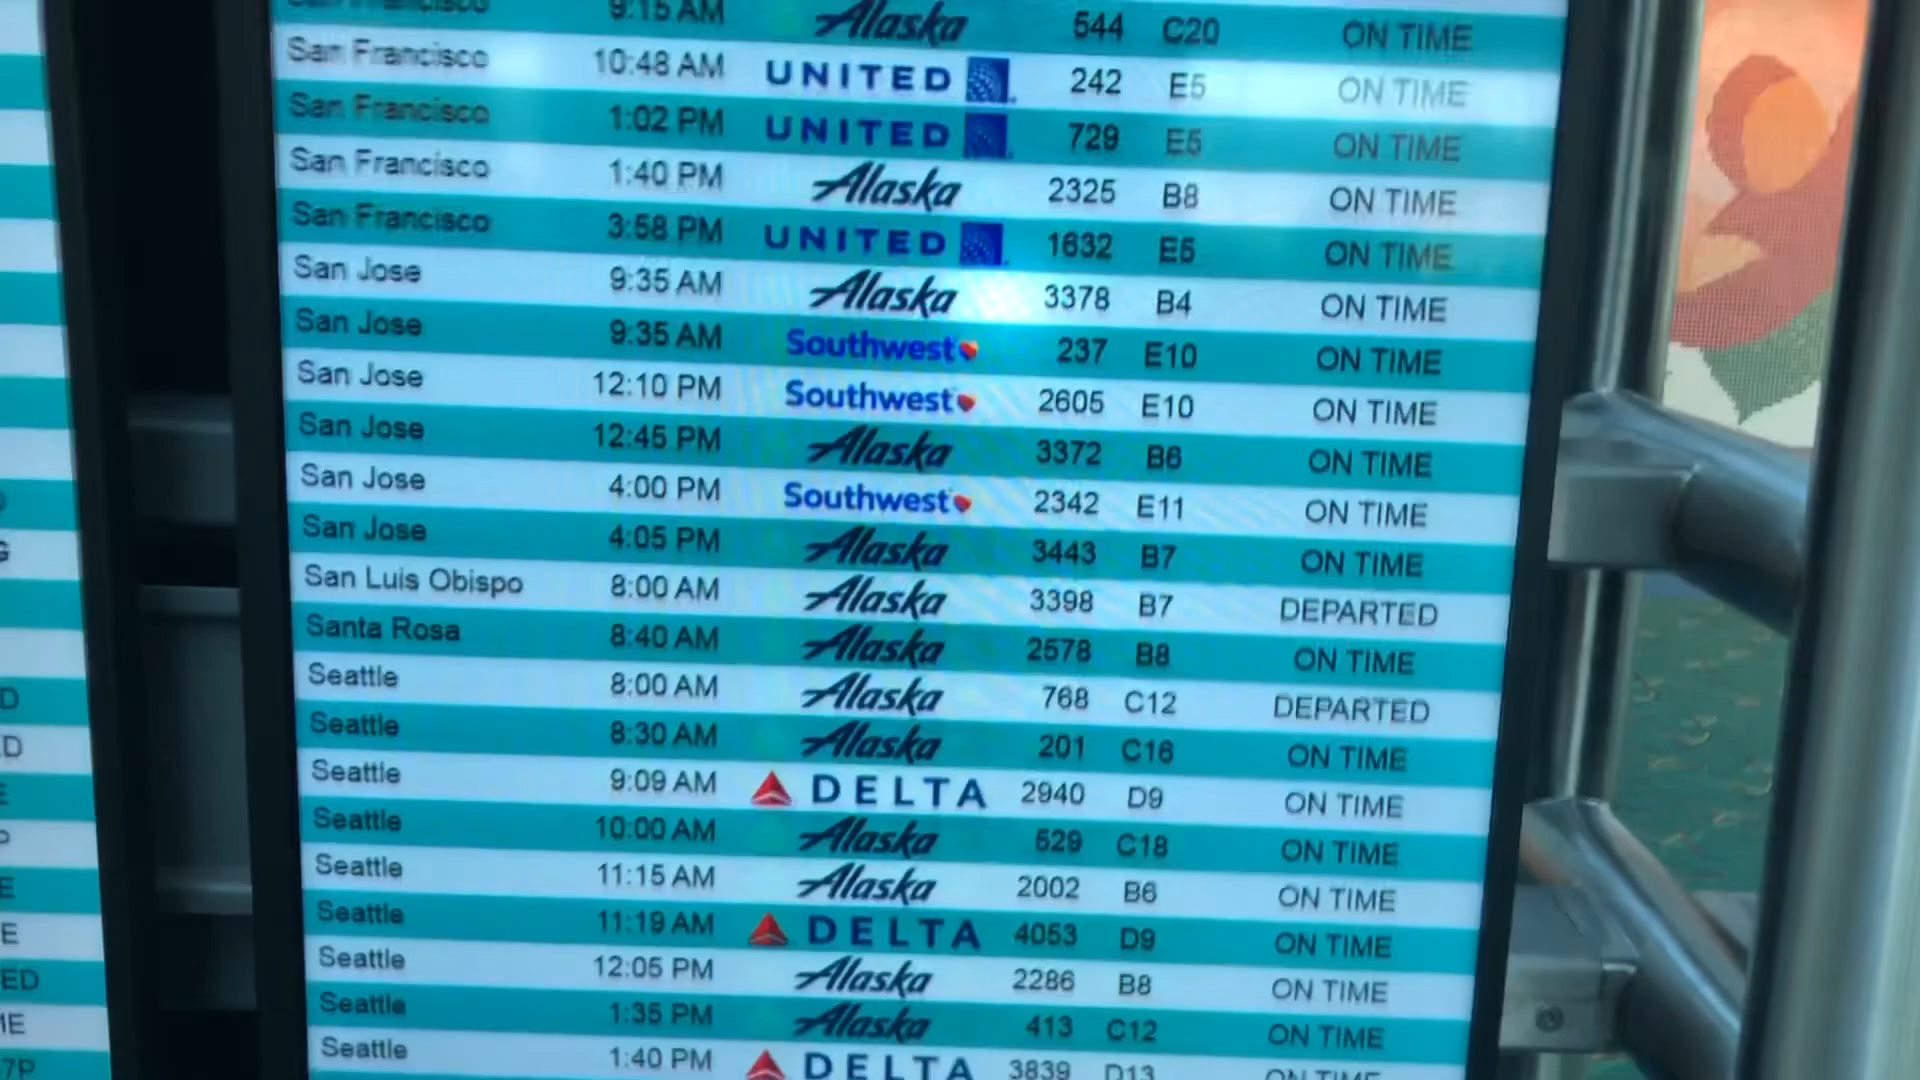 San Francisco 9:15 AM Alaska 544 C20 ON TIME
San Francisco 10:48 AM UNITED 242 E5 ON TIME
San Francisco 1:02 PM UNITED 729 E5 ON TIME
San Francisco 1:40 PM Alaska 2325 B8 ON TIME
San Francisco 3:58 PM UNITED 1632 E5 ON TIME
San Jose 9:35 AM Alaska 3378 B4 ON TIME
San Jose 9:35 AM Southwest 237 E10 ON TIME
San Jose 12:10 PM Southwest 2605 E10 ON TIME
San Jose 12:45 PM Alaska 3372 B6 ON TIME
San Jose 4:00 PM Southwest 2342 E11 ON TIME
San Jose 4:05 PM Alaska 3443 B7 ON TIME
San Luis Obispo 8:00 AM Alaska 3398 B7 DEPARTED
Santa Rosa 8:40 AM Alaska 2578 B8 ON TIME
Seattle 8:00 AM Alaska 768 C12 DEPARTED
Seattle 8:30 AM Alaska 201 C16 ON TIME
Seattle 9:09 AM DELTA 2940 D9 ON TIME
Seattle 10:00 AM Alaska 529 C18 ON TIME
Seattle 11:15 AM Alaska 2002 B6 ON TIME
Seattle 11:19 AM DELTA 4053 D9 ON TIME
Seattle 12:05 PM Alaska 2286 B8 ON TIME
Seattle 1:35 PM Alaska 413 C12 ON TIME
Seattle 1:40 PM DELTA 3839 D13 ON TIME